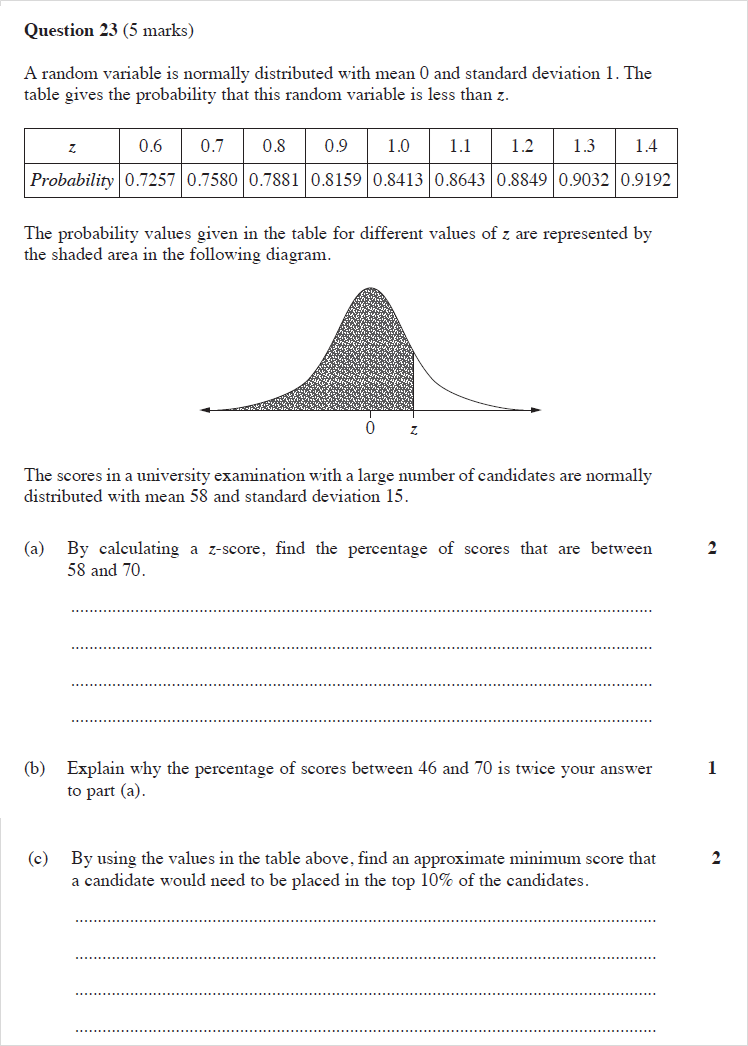 Question 23 (5 marks)
A random variable is normally distributed with mean 0 and standard deviation 1. The
table gives the probability that this random variable is less than z.
z 0.6 0.7 0.8 0.9 1.0 1.1 1.2 1.3 1.4
Probability 0.7257 0.7580 0.7881 0.8159 0.8413 0.8643 0.8849 0.9032 0.9192
The probability values given in the table for different values of z are represented by
the shaded area in the following diagram.
0 z
The scores in a university examination with a large number of candidates are normally
distributed with mean 58 and standard deviation 15.
(a) By calculating a z-score, find the percentage of scores that are between 2
58 and 70.
(b) Explain why the percentage of scores between 46 and 70 is twice your answer 1
to part (a).
(c) By using the values in the table above, find an approximate minimum score that 2
a candidate would need to be placed in the top 10% of the candidates.